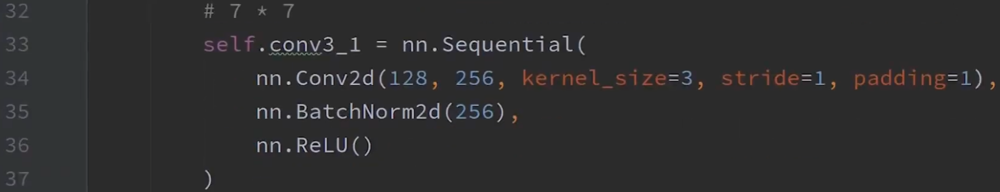 32 # 7 * 7
33 self.conv3_1 = nn.Sequential(
34 nn.Conv2d(128, 256, kernel_size=3, stride=1, padding=1),
35 nn.BatchNorm2d(256),
36 nn.ReLU()
37 )